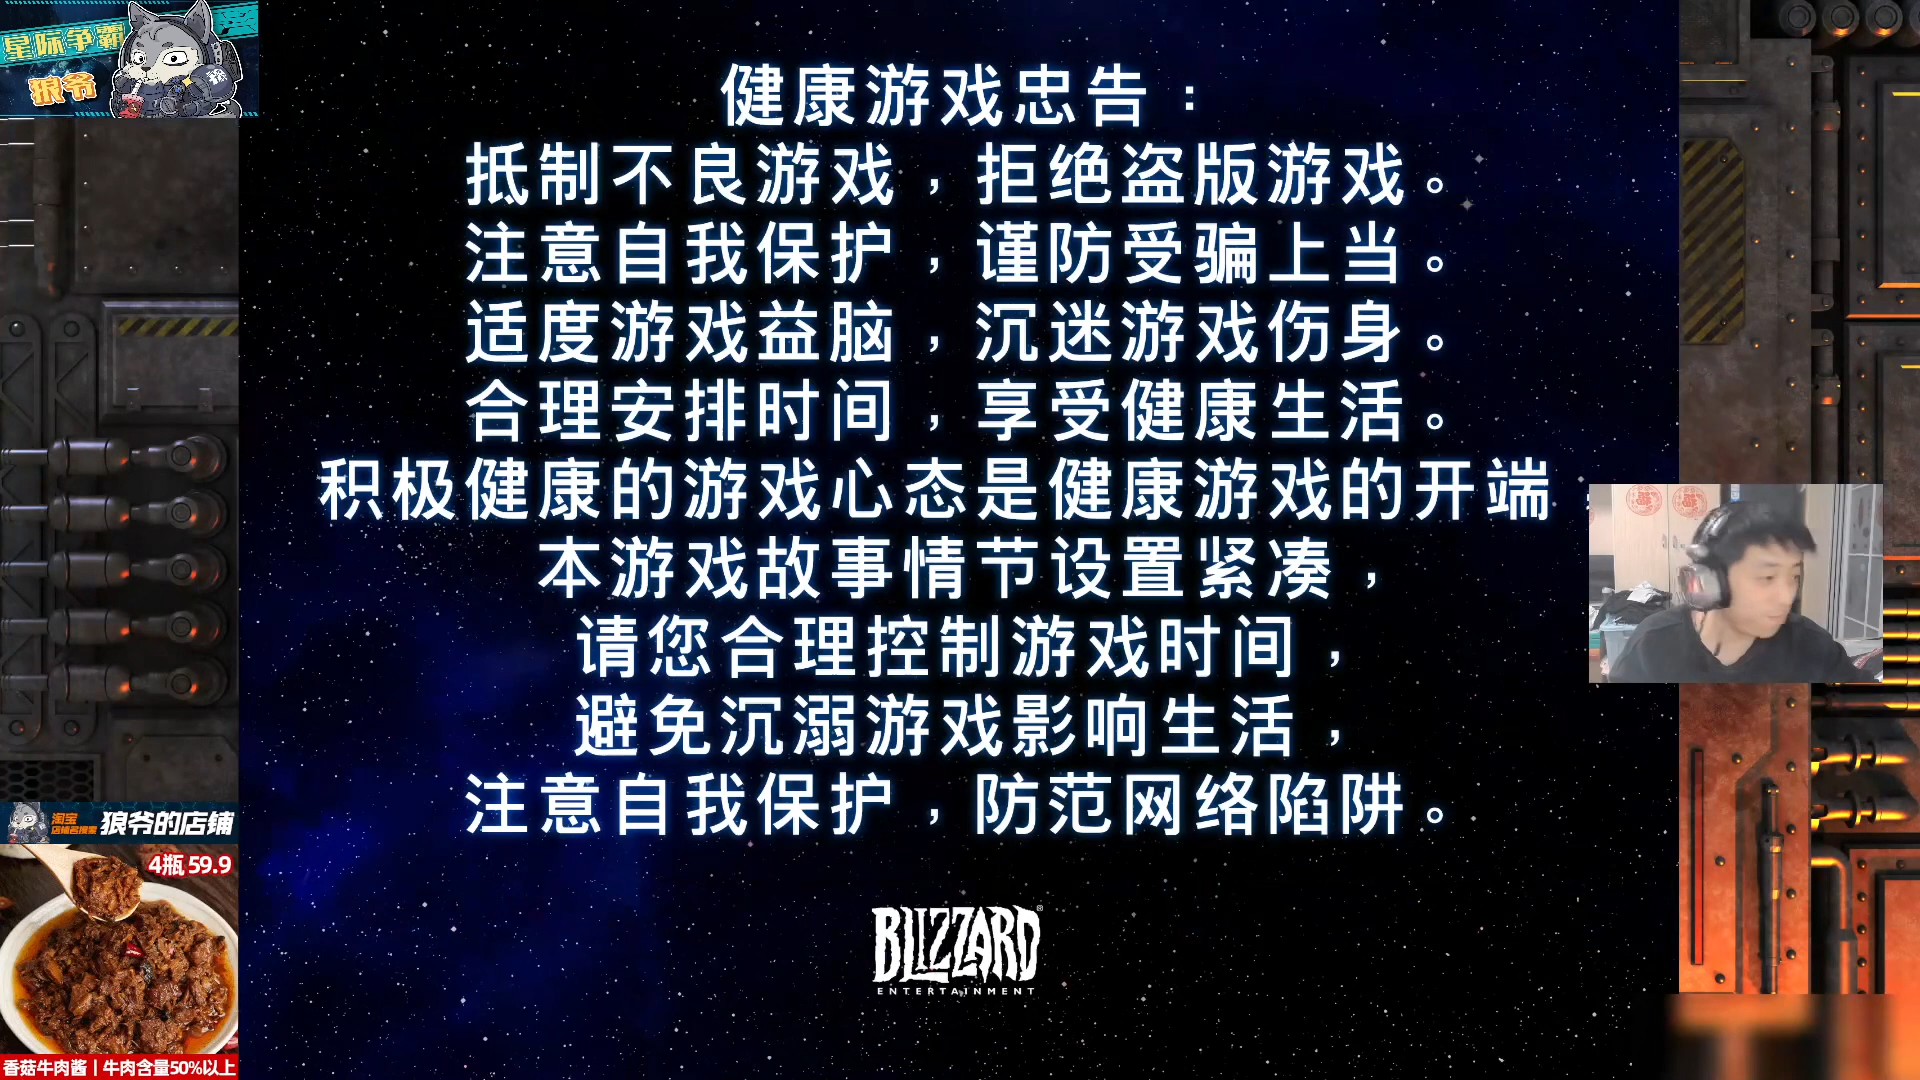 星际争霸
狼爷
健康游戏忠告：
抵制不良游戏，拒绝盗版游戏。
注意自我保护，谨防受骗上当。
适度游戏益脑，沉迷游戏伤身。
合理安排时间，享受健康生活。
积极健康的游戏心态是健康游戏的开端，
本游戏故事情节设置紧凑，
请您合理控制游戏时间，
避免沉溺游戏影响生活，
注意自我保护，防范网络陷阱。
BLIZZARD®
ENTERTAINMENT
淘宝
店铺名搜索
狼爷的店铺
4瓶 59.9
香菇牛肉酱丨牛肉含量50%以上